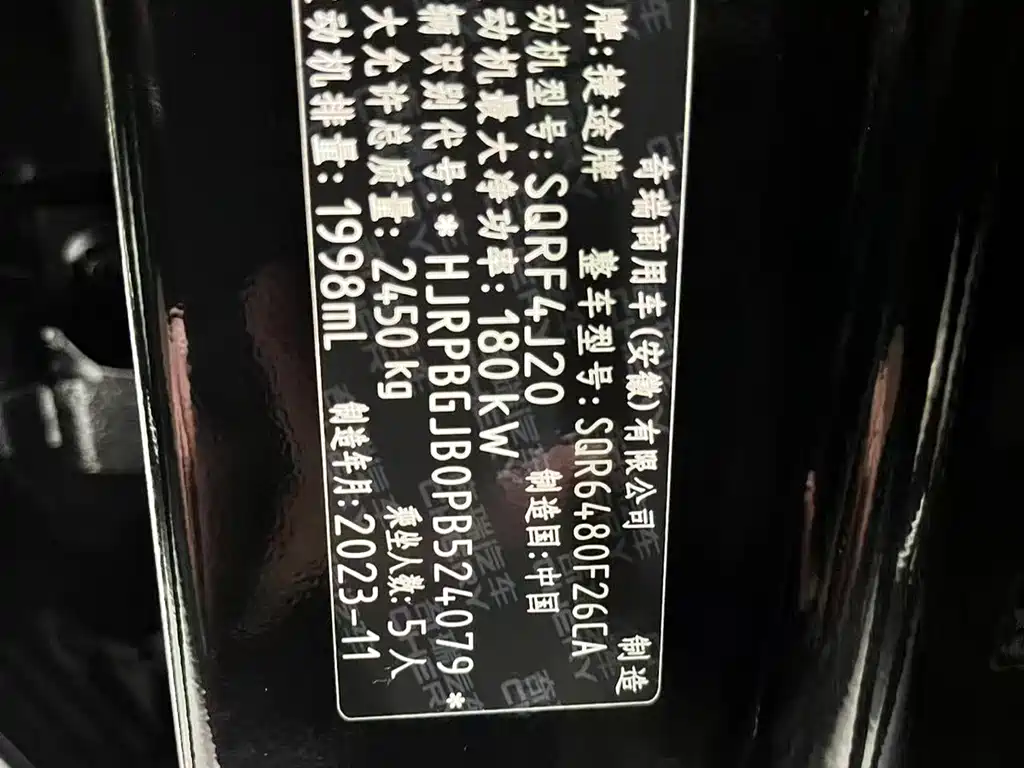 奇瑞商用车(安徽)有限公司 制造
牌:捷途牌 整车型号:SQR6480F26CA
动机型号:SQRF4J20 制造国:中国
动机最大净功率:180kW
辆识别代号:*HJRPBGJB0PB524079*
大允许总质量:2450kg 乘坐人数:5人
动机排量:1998mL 制造年月:2023-11